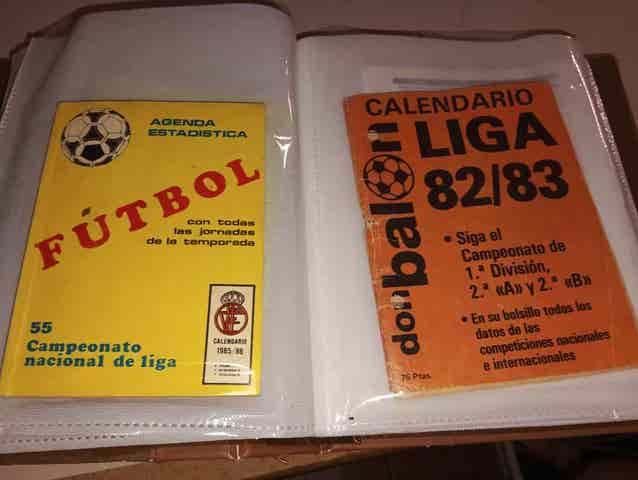 AGENDA
ESTADISTICA
FÚTBOL
con todas
las jornadas
de la temporada
55
Campeonato
nacional de liga
CALENDARIO
1985/86
CALENDARIO
LIGA
82/83
don balon
• Siga el
Campeonato de
1.ª División,
2.ª «A» y 2.ª «B»
• En su bolsillo todos los
datos de las
competiciones nacionales
e internacionales
75 Ptas.